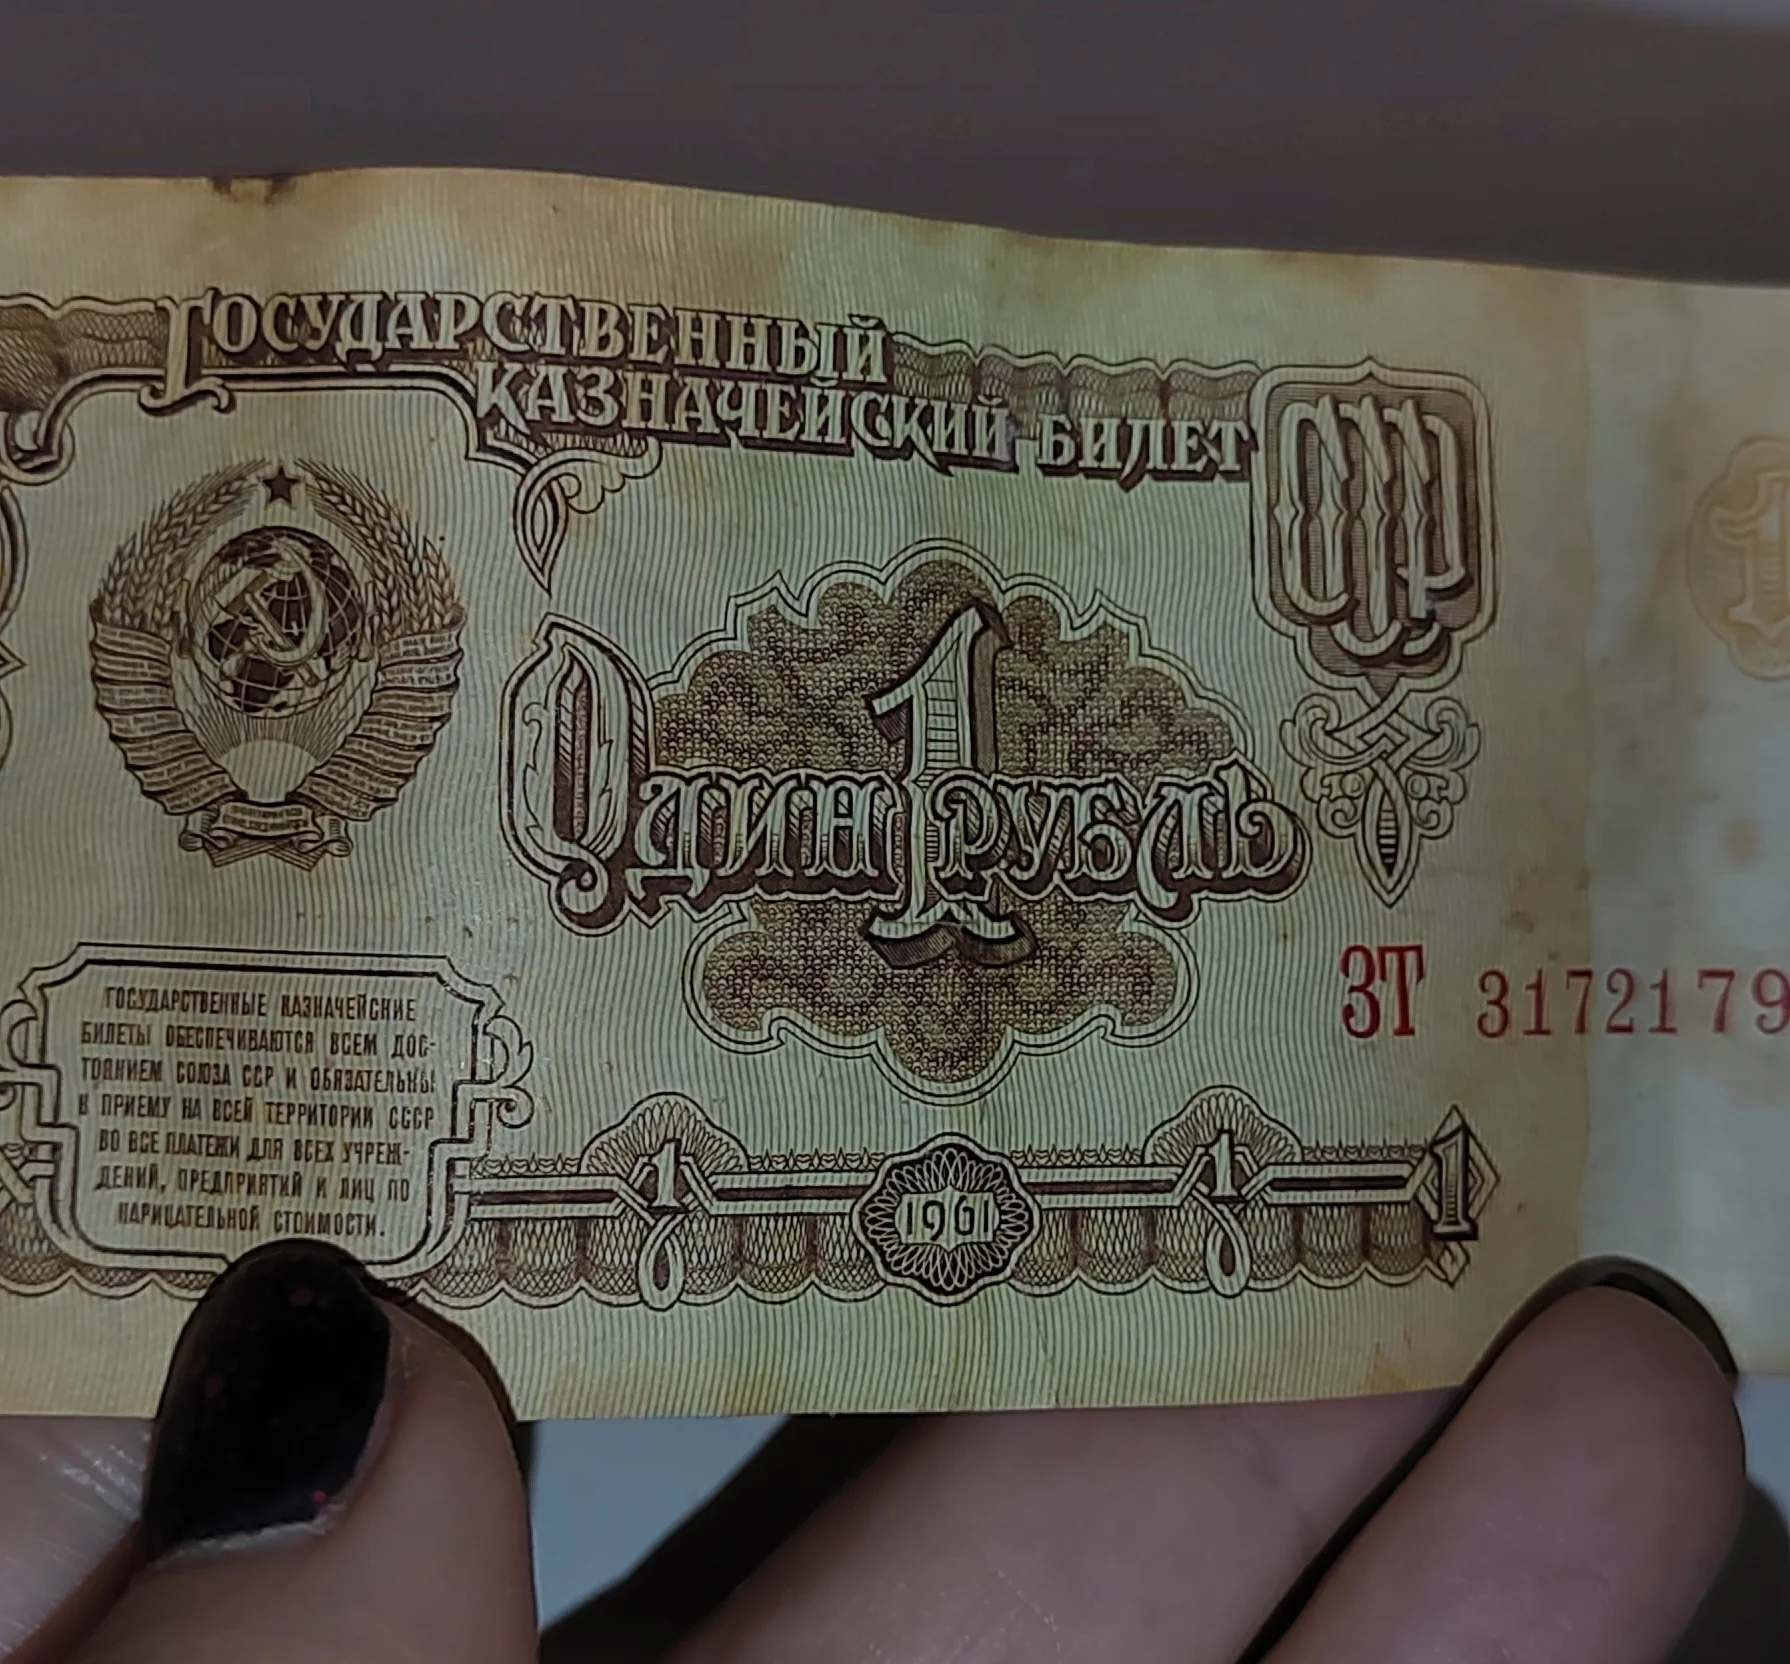 ГОСУДАРСТВЕННЫЙ
КАЗНАЧЕЙСКИЙ БИЛЕТ
СССР
1
1
ОДИН РУБЛЬ
ЗТ 3172179
ГОСУДАРСТВЕННЫЕ КАЗНАЧЕЙСКИЕ
БИЛЕТЫ ОБЕСПЕЧИВАЮТСЯ ВСЕМ ДОС-
ТОЯНИЕМ СОЮЗА ССР И ОБЯЗАТЕЛЬНЫ
К ПРИЕМУ НА ВСЕЙ ТЕРРИТОРИИ СССР
ВО ВСЕ ПЛАТЕЖИ ДЛЯ ВСЕХ УЧРЕЖ-
ДЕНИЙ, ПРЕДПРИЯТИЙ И ЛИЦ ПО
НАРИЦАТЕЛЬНОЙ СТОИМОСТИ.
1 1961 1 1